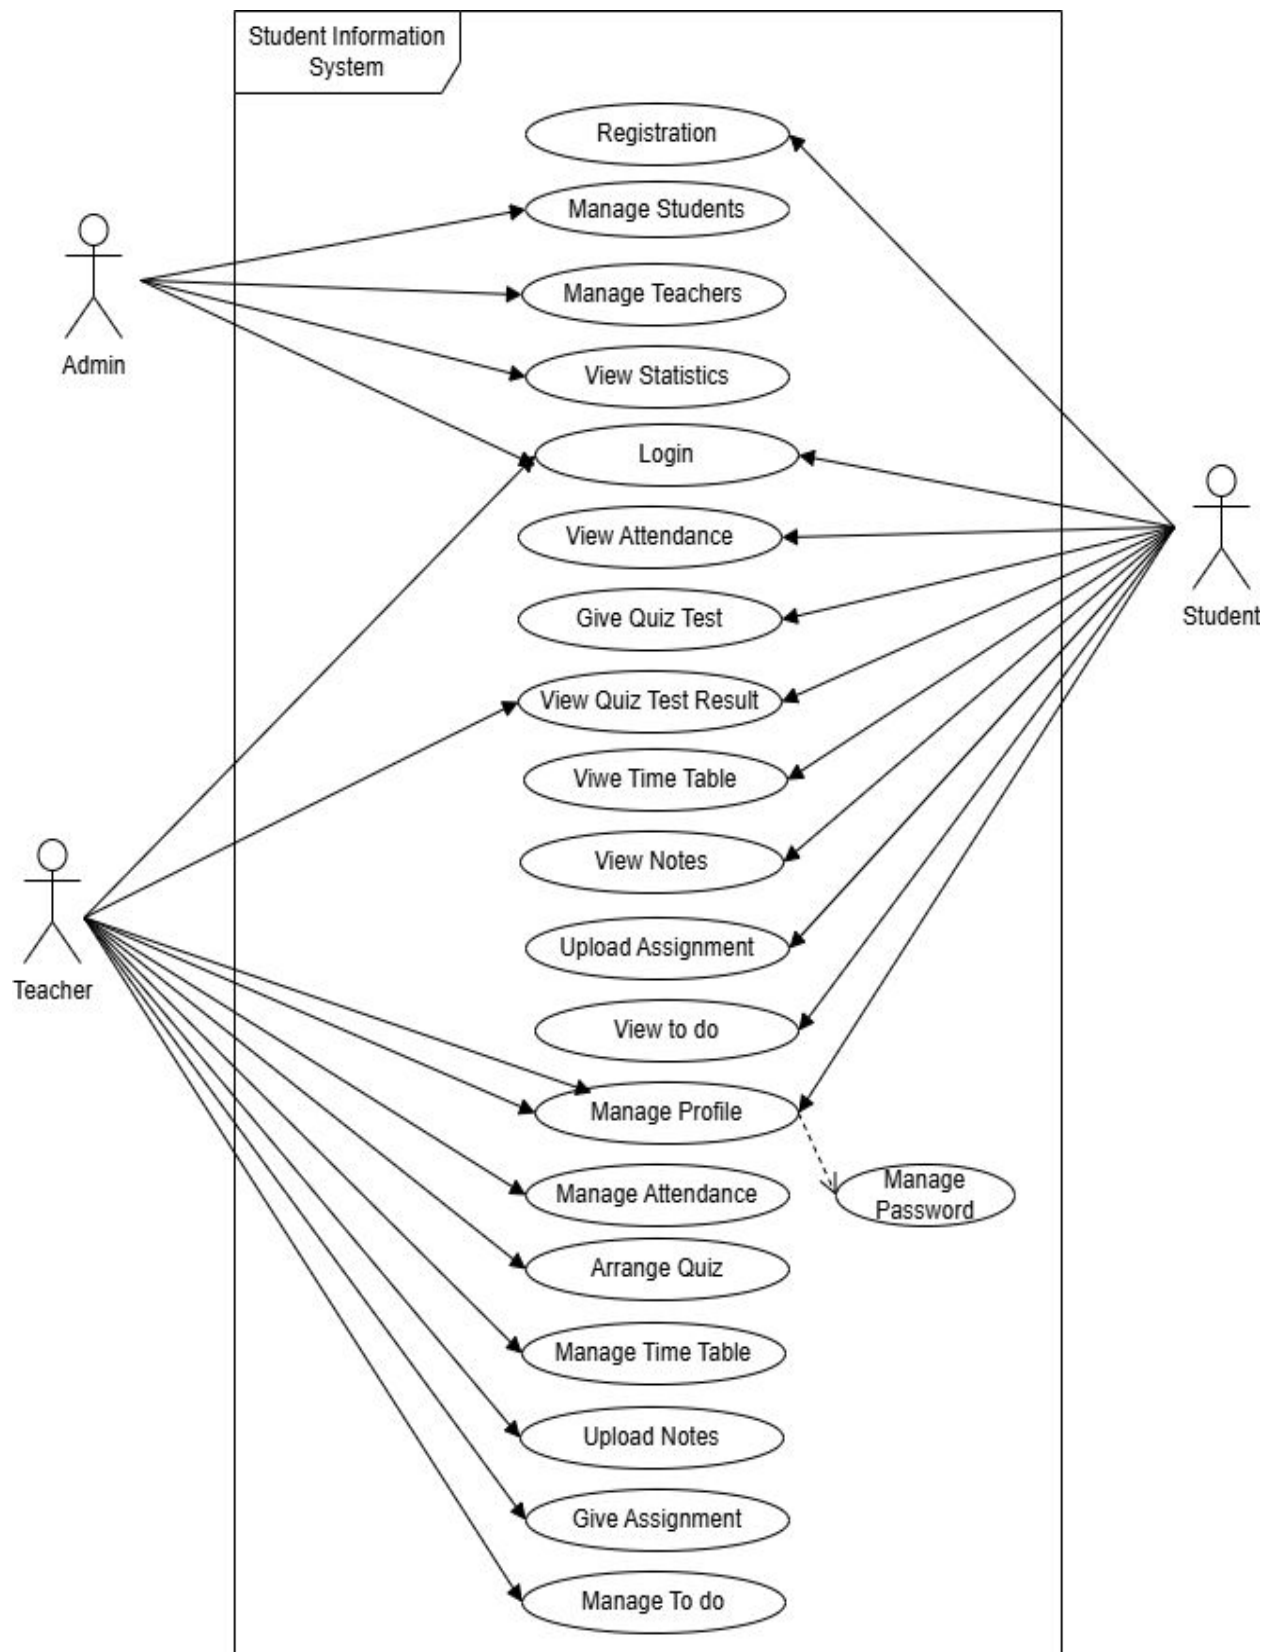 Student Information
System
Registration
Manage Students
Manage Teachers
Admin
View Statistics
Login
View Attendance
Give Quiz Test
Student
View Quiz Test Result
Viwe Time Table
View Notes
Upload Assignment
Teacher
View to do
Manage Profile
Manage Attendance
Manage
Password
Arrange Quiz
Manage Time Table
Upload Notes
Give Assignment
Manage To do